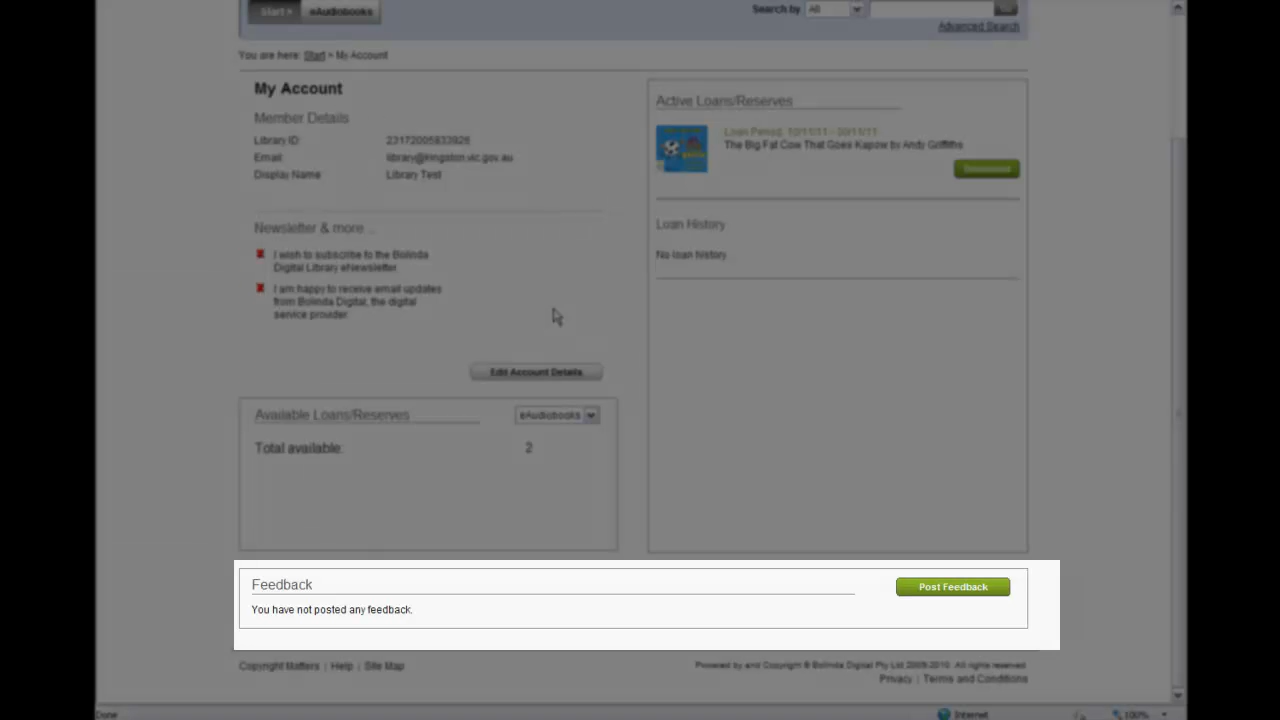 Start >
eAudiobooks
Search by
All
Advanced Search
You are here: Start > My Account
My Account
Member Details
Library ID: 23172005833926
Email: library@kingston.vic.gov.au
Display Name Library Test
Newsletter & more ..
I wish to subscribe to the Bolinda
Digital Library eNewsletter.
I am happy to receive email updates
from Bolinda Digital, the digital
service provider.
Edit Account Details
Available Loans/Reserves
eAudiobooks
Total available: 2
Active Loans/Reserves
Loan Period: 10/11/11 - 30/11/11
The Big Fat Cow That Goes Kapow by Andy Griffiths
Download
Loan History
No loan history.
Feedback
Post Feedback
You have not posted any feedback.
Copyright Matters | Help | Site Map
Powered by and Copyright © Bolinda Digital Pty Ltd 2009-2010. All rights reserved.
Privacy | Terms and Conditions
Done
Internet
100%